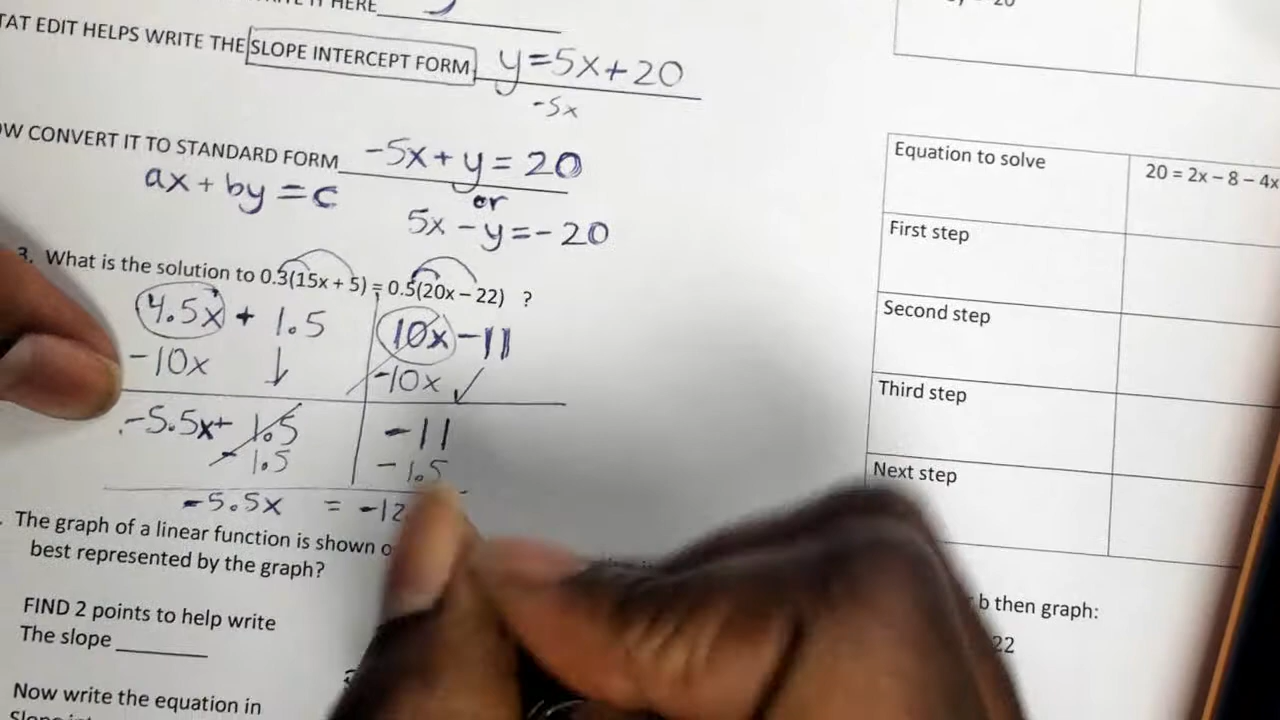 HERE
TAT EDIT HELPS WRITE THE SLOPE INTERCEPT FORM y=5x+20
-5x
OW CONVERT IT TO STANDARD FORM -5x+y=20
ax+by=c
or
5x-y=-20
3. What is the solution to 0.3(15x + 5) = 0.5(20x – 22) ?
4.5x + 1.5 10x-11
-10x -10x
-5.5x+ 1.5 -11
-1.5 -1.5
-5.5x = -12
The graph of a linear function is shown o
best represented by the graph?
FIND 2 points to help write
The slope
Now write the equation in
20
Equation to solve 20 = 2x – 8 – 4x
First step
Second step
Third step
Next step
b then graph:
22